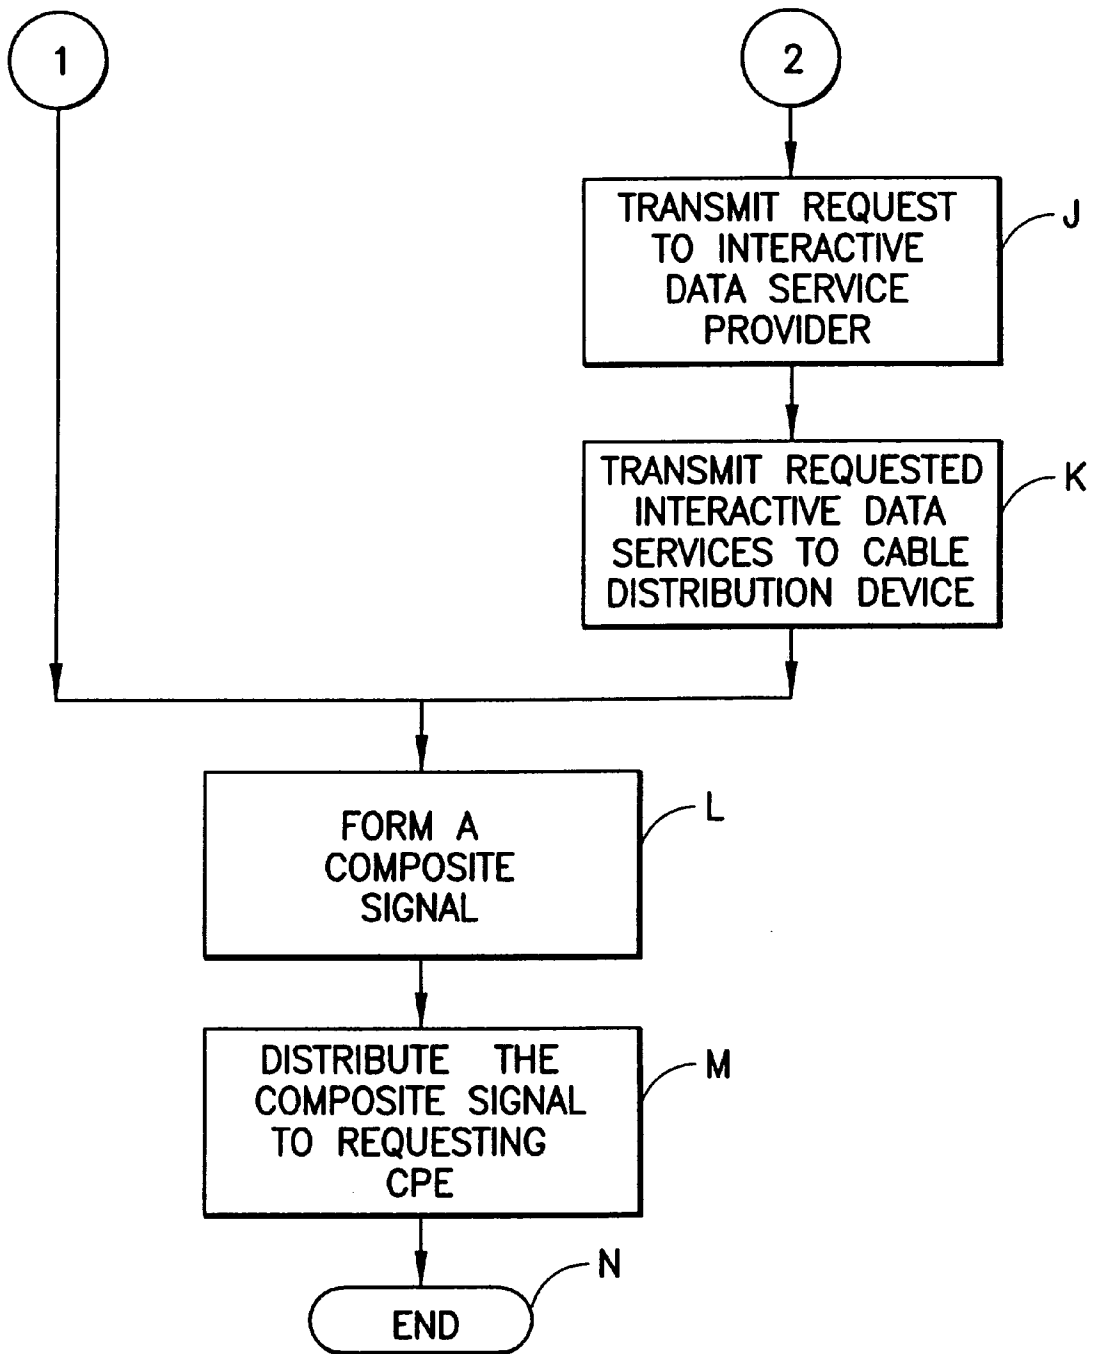 1
2
TRANSMIT REQUEST
TO INTERACTIVE
DATA SERVICE
PROVIDER
J
TRANSMIT REQUESTED
INTERACTIVE DATA
SERVICES TO CABLE
DISTRIBUTION DEVICE
K
FORM A
COMPOSITE
SIGNAL
L
DISTRIBUTE THE
COMPOSITE SIGNAL
TO REQUESTING
CPE
M
END
N